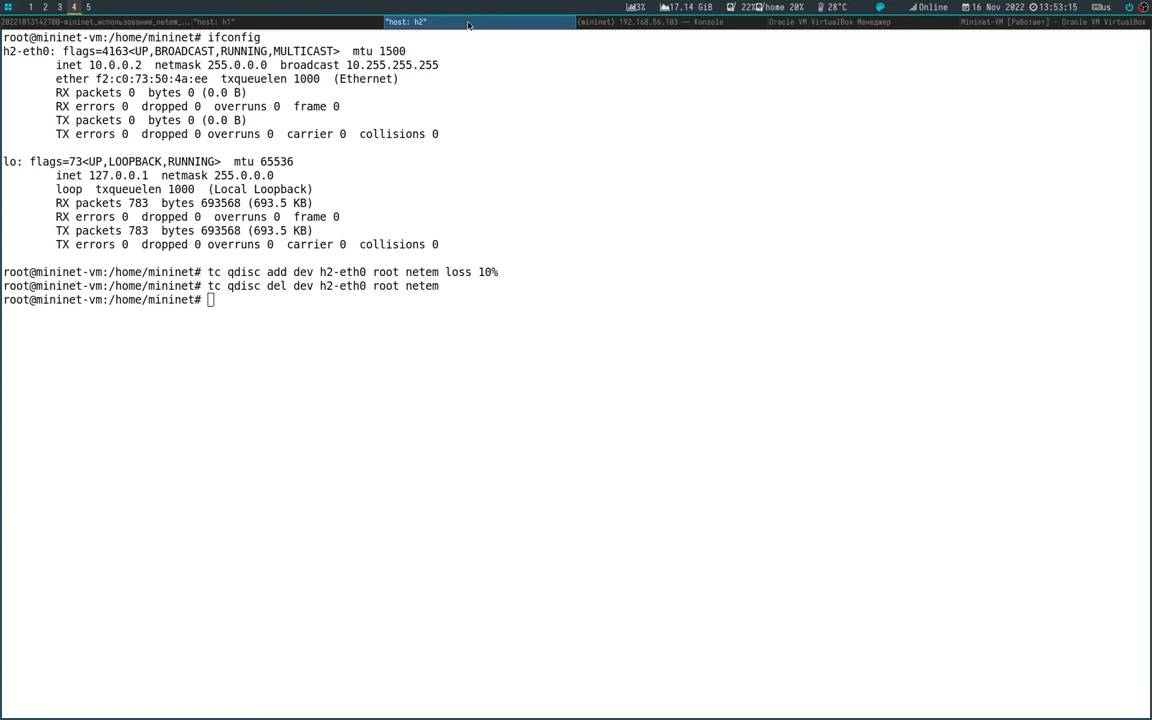 1 2 3 4 5 3% 17.14 GiB 22% /home 20% 28°C Online 16 Nov 2022 13:53:15 us
20221013142700-mininet_использование_netem_... "host: h1" "host: h2" (mininet) 192.168.56.103 — Konsole Oracle VM VirtualBox Менеджер Mininet-VM [Работает] - Oracle VM VirtualBox
root@mininet-vm:/home/mininet# ifconfig
h2-eth0: flags=4163<UP,BROADCAST,RUNNING,MULTICAST>  mtu 1500
        inet 10.0.0.2  netmask 255.0.0.0  broadcast 10.255.255.255
        ether f2:c0:73:50:4a:ee  txqueuelen 1000  (Ethernet)
        RX packets 0  bytes 0 (0.0 B)
        RX errors 0  dropped 0  overruns 0  frame 0
        TX packets 0  bytes 0 (0.0 B)
        TX errors 0  dropped 0 overruns 0  carrier 0  collisions 0
lo: flags=73<UP,LOOPBACK,RUNNING>  mtu 65536
        inet 127.0.0.1  netmask 255.0.0.0
        loop  txqueuelen 1000  (Local Loopback)
        RX packets 783  bytes 693568 (693.5 KB)
        RX errors 0  dropped 0  overruns 0  frame 0
        TX packets 783  bytes 693568 (693.5 KB)
        TX errors 0  dropped 0 overruns 0  carrier 0  collisions 0
root@mininet-vm:/home/mininet# tc qdisc add dev h2-eth0 root netem loss 10%
root@mininet-vm:/home/mininet# tc qdisc del dev h2-eth0 root netem
root@mininet-vm:/home/mininet#